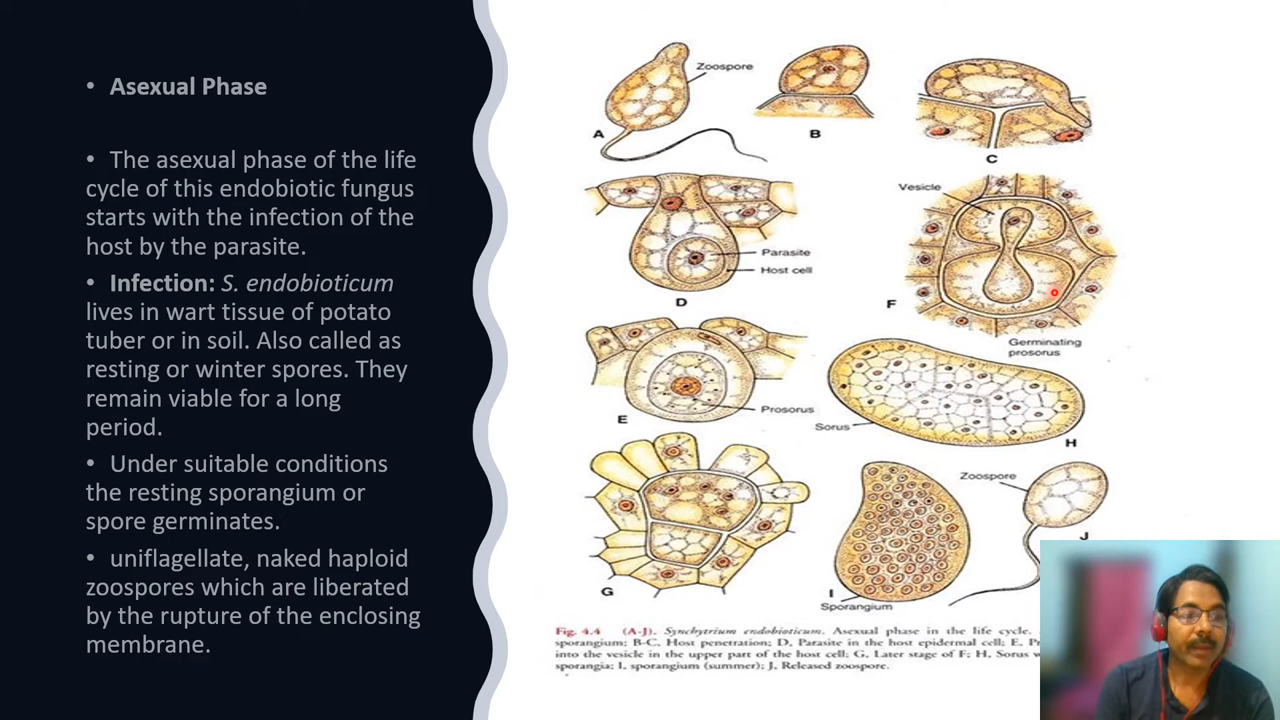 • Asexual Phase
• The asexual phase of the life
cycle of this endobiotic fungus
starts with the infection of the
host by the parasite.
• Infection: S. endobioticum
lives in wart tissue of potato
tuber or in soil. Also called as
resting or winter spores. They
remain viable for a long
period.
• Under suitable conditions
the resting sporangium or
spore germinates.
• uniflagellate, naked haploid
zoospores which are liberated
by the rupture of the enclosing
membrane.
Zoospore
A
B
C
Vesicle
Parasite
Host cell
D
F
Germinating
prosorus
Prosorus
E
Sorus
H
Zoospore
G
I
J
Sporangium
Fig. 4.4 (A-J). Synchytrium endobioticum. Asexual phase in the life cycle.
sporangium; B-C, Host penetration; D, Parasite in the host epidermal cell; E,
into the vesicle in the upper part of the host cell; G, Later stage of F; H, Sorus
sporangia; I, sporangium (summer); J, Released zoospore.